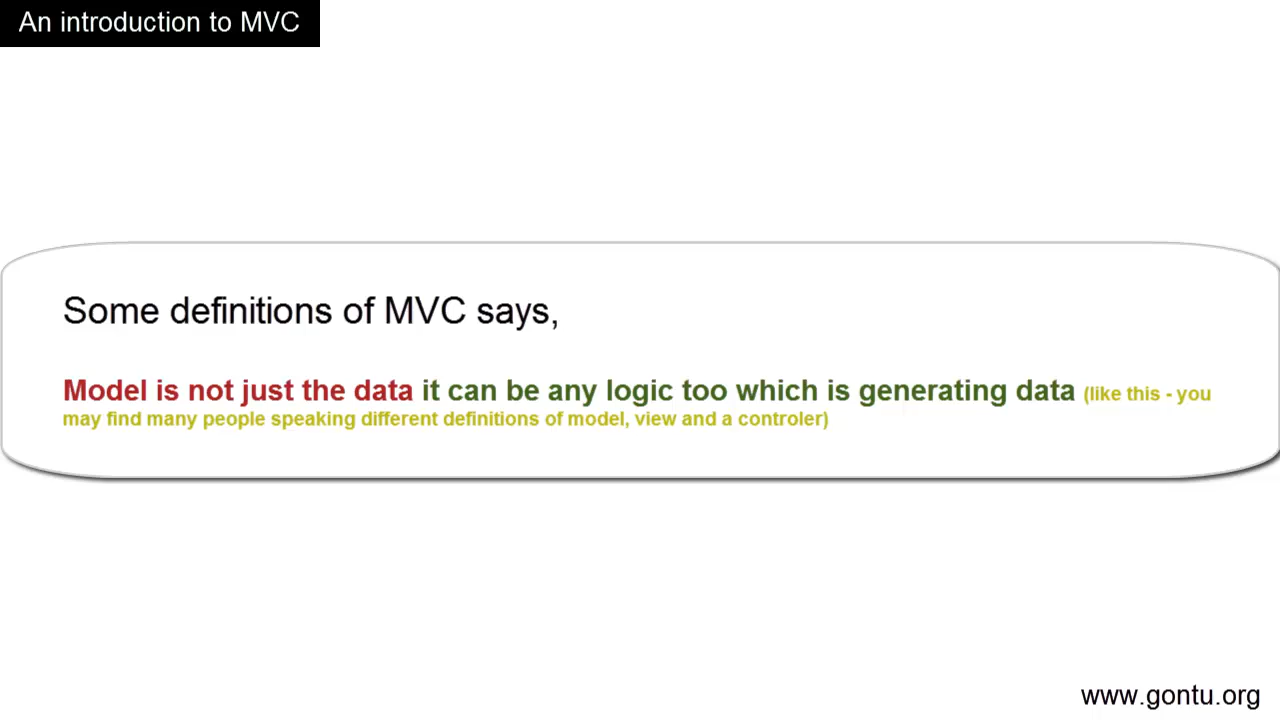 An introduction to MVC
Some definitions of MVC says,
Model is not just the data it can be any logic too which is generating data (like this - you
may find many people speaking different definitions of model, view and a controler)
www.gontu.org